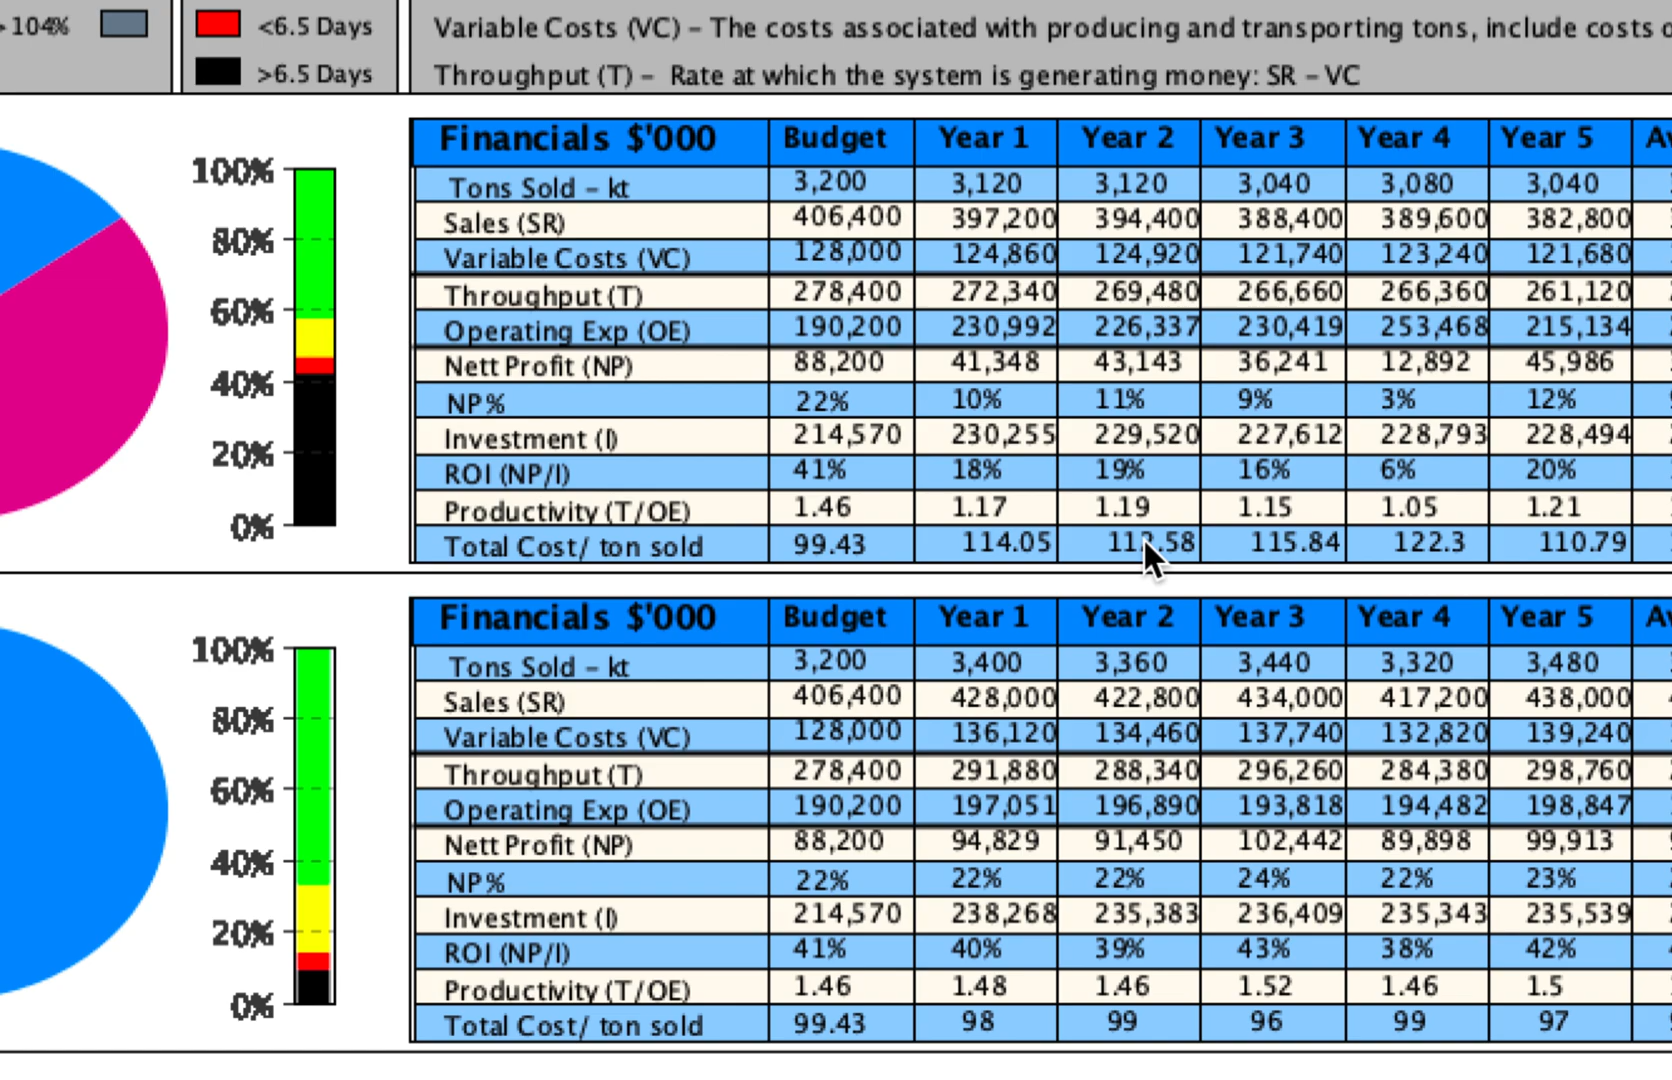 104%
<6.5 Days
>6.5 Days
Variable Costs (VC) – The costs associated with producing and transporting tons, include costs
Throughput (T) – Rate at which the system is generating money: SR – VC
100%
80%
60%
40%
20%
0%
Financials $'000 Budget Year 1 Year 2 Year 3 Year 4 Year 5
Tons Sold – kt 3,200 3,120 3,120 3,040 3,080 3,040
Sales (SR) 406,400 397,200 394,400 388,400 389,600 382,800
Variable Costs (VC) 128,000 124,860 124,920 121,740 123,240 121,680
Throughput (T) 278,400 272,340 269,480 266,660 266,360 261,120
Operating Exp (OE) 190,200 230,992 226,337 230,419 253,468 215,134
Nett Profit (NP) 88,200 41,348 43,143 36,241 12,892 45,986
NP% 22% 10% 11% 9% 3% 12%
Investment (I) 214,570 230,255 229,520 227,612 228,793 228,494
ROI (NP/I) 41% 18% 19% 16% 6% 20%
Productivity (T/OE) 1.46 1.17 1.19 1.15 1.05 1.21
Total Cost/ ton sold 99.43 114.05 115.84 122.3 110.79
100%
80%
60%
40%
20%
0%
Financials $'000 Budget Year 1 Year 2 Year 3 Year 4 Year 5
Tons Sold – kt 3,200 3,400 3,360 3,440 3,320 3,480
Sales (SR) 406,400 428,000 422,800 434,000 417,200 438,000
Variable Costs (VC) 128,000 136,120 134,460 137,740 132,820 139,240
Throughput (T) 278,400 291,880 288,340 296,260 284,380 298,760
Operating Exp (OE) 190,200 197,051 196,890 193,818 194,482 198,847
Nett Profit (NP) 88,200 94,829 91,450 102,442 89,898 99,913
NP% 22% 22% 22% 24% 22% 23%
Investment (I) 214,570 238,268 235,383 236,409 235,343 235,539
ROI (NP/I) 41% 40% 39% 43% 38% 42%
Productivity (T/OE) 1.46 1.48 1.46 1.52 1.46 1.5
Total Cost/ ton sold 99.43 98 99 96 99 97